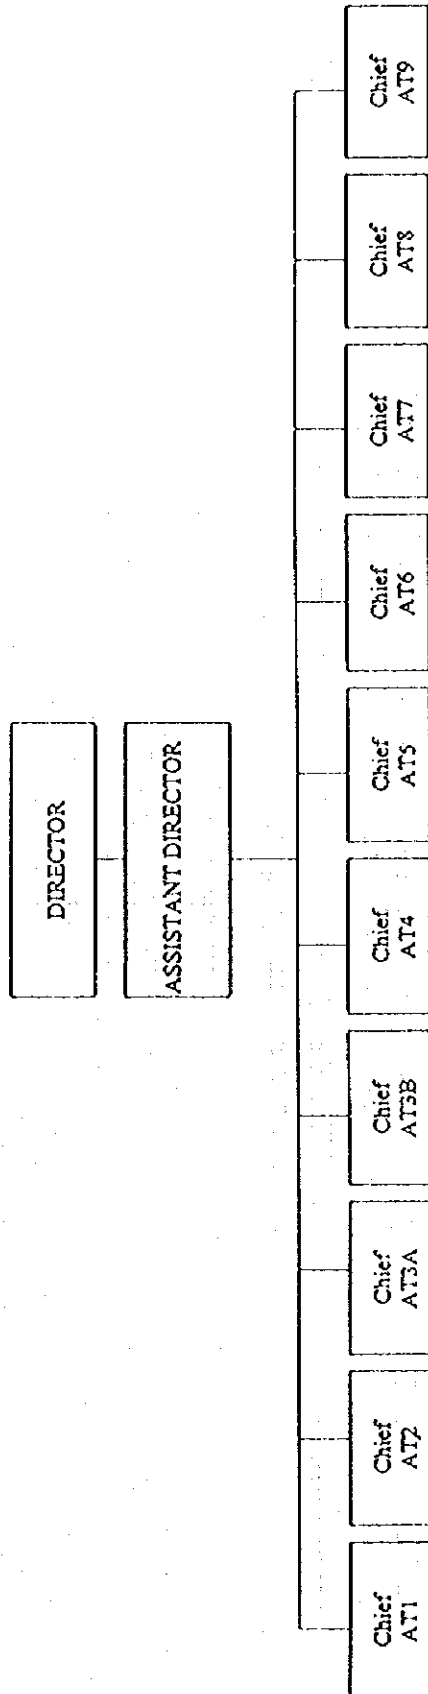 DIRECTOR
ASSISTANT DIRECTOR
Chief
AT1
Chief
AT2
Chief
AT3A
Chief
AT3B
Chief
AT4
Chief
AT5
Chief
AT6
Chief
AT7
Chief
AT8
Chief
AT9